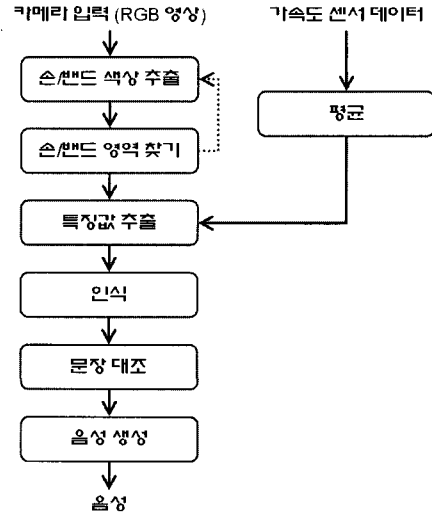 카메라 입력 (RGB 영상)
가속도 센서 데이터
손/밴드 색상 추출
평균
손/밴드 영역 찾기
특징값 추출
인식
문장 대조
음성 생성
음성